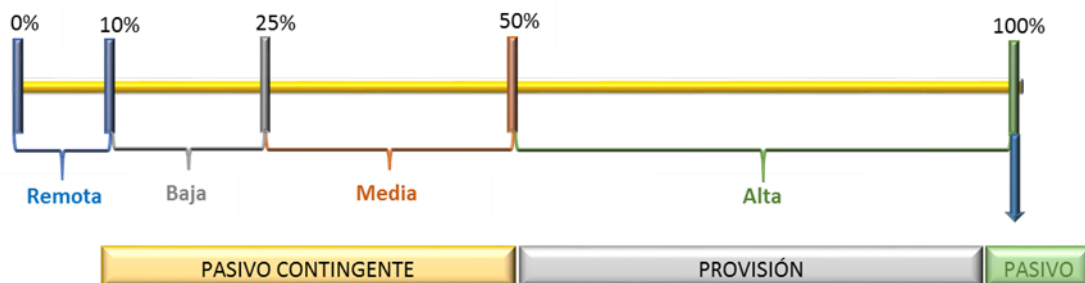 0% 10% 25% 50% 100%
Remota Baja Media Alta
PASIVO CONTINGENTE PROVISIÓN PASIVO